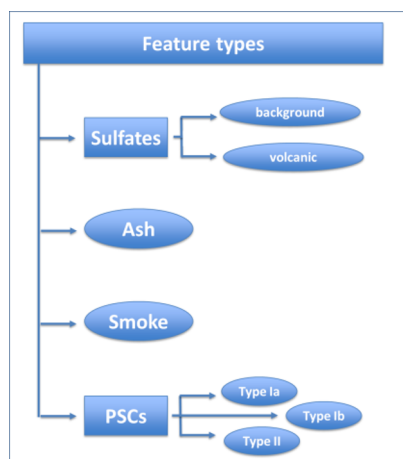 Feature types
Sulfates
background
volcanic
Ash
Smoke
PSCs
Type Ia
Type Ib
Type II